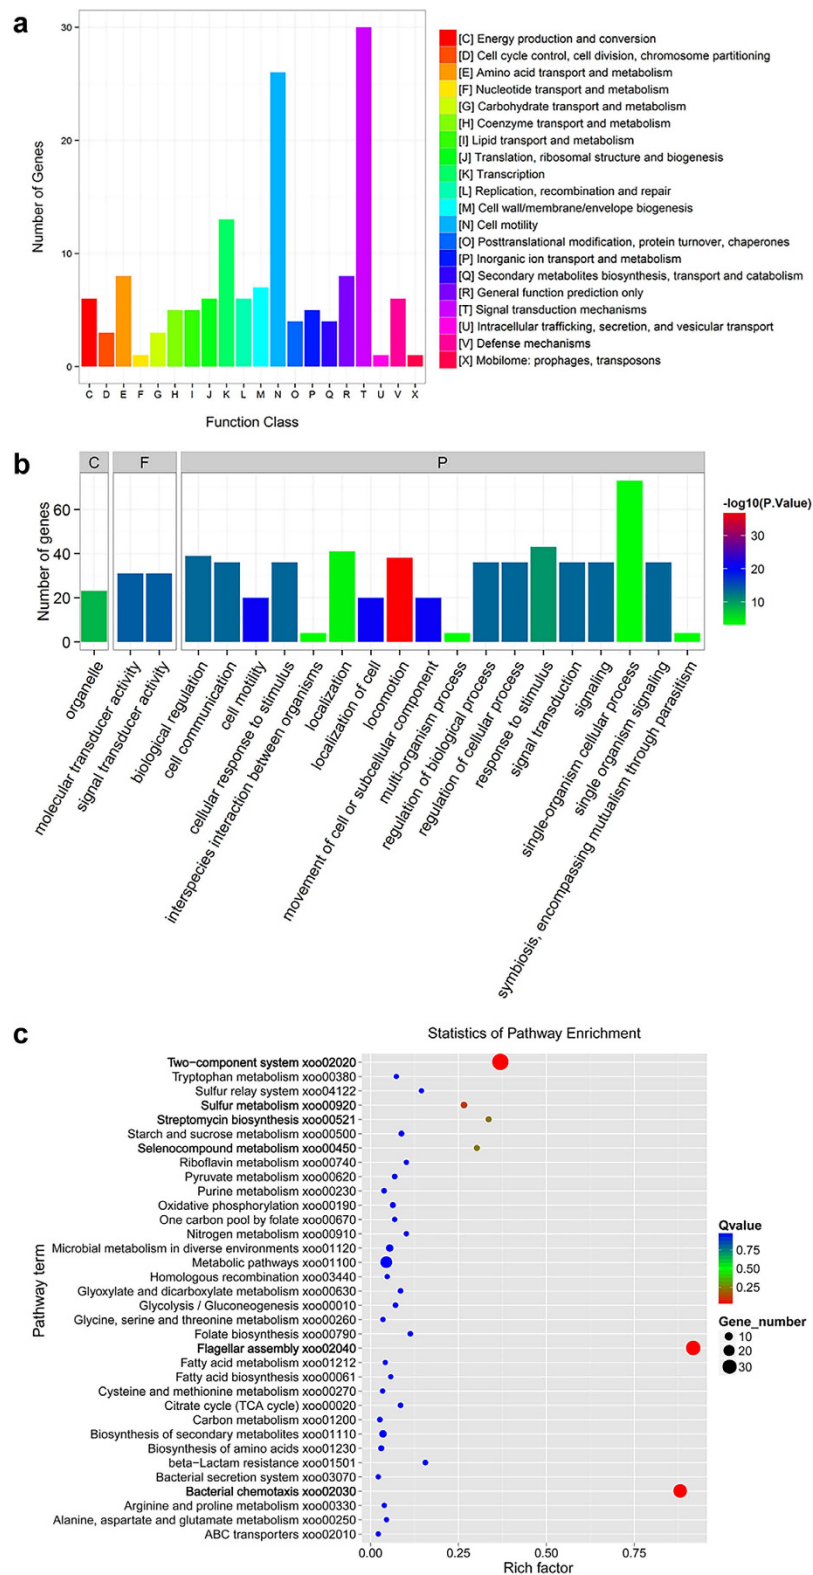 a
30
20
10
0
Number of Genes
C D E F G H I J K L M N O P Q R T U V X
Function Class
[C] Energy production and conversion
[D] Cell cycle control, cell division, chromosome partitioning
[E] Amino acid transport and metabolism
[F] Nucleotide transport and metabolism
[G] Carbohydrate transport and metabolism
[H] Coenzyme transport and metabolism
[I] Lipid transport and metabolism
[J] Translation, ribosomal structure and biogenesis
[K] Transcription
[L] Replication, recombination and repair
[M] Cell wall/membrane/envelope biogenesis
[N] Cell motility
[O] Posttranslational modification, protein turnover, chaperones
[P] Inorganic ion transport and metabolism
[Q] Secondary metabolites biosynthesis, transport and catabolism
[R] General function prediction only
[T] Signal transduction mechanisms
[U] Intracellular trafficking, secretion, and vesicular transport
[V] Defense mechanisms
[X] Mobilome: prophages, transposons
b
C F P
60
40
20
0
Number of genes
organelle
molecular transducer activity
signal transducer activity
biological regulation
cell communication
cell motility
cellular response to stimulus
interspecies interaction between organisms
localization
localization of cell
locomotion
movement of cell or subcellular component
multi-organism process
regulation of biological process
regulation of cellular process
response to stimulus
signal transduction
signaling
single-organism cellular process
single organism signaling
symbiosis, encompassing mutualism through parasitism
-log10(P.Value)
30
20
10
c
Statistics of Pathway Enrichment
Pathway term
Two-component system xoo02020
Tryptophan metabolism xoo00380
Sulfur relay system xoo04122
Sulfur metabolism xoo00920
Streptomycin biosynthesis xoo00521
Starch and sucrose metabolism xoo00500
Selenocompound metabolism xoo00450
Riboflavin metabolism xoo00740
Pyruvate metabolism xoo00620
Purine metabolism xoo00230
Oxidative phosphorylation xoo00190
One carbon pool by folate xoo00670
Nitrogen metabolism xoo00910
Microbial metabolism in diverse environments xoo01120
Metabolic pathways xoo01100
Homologous recombination xoo03440
Glyoxylate and dicarboxylate metabolism xoo00630
Glycolysis / Gluconeogenesis xoo00010
Glycine, serine and threonine metabolism xoo00260
Folate biosynthesis xoo00790
Flagellar assembly xoo02040
Fatty acid metabolism xoo01212
Fatty acid biosynthesis xoo00061
Cysteine and methionine metabolism xoo00270
Citrate cycle (TCA cycle) xoo00020
Carbon metabolism xoo01200
Biosynthesis of secondary metabolites xoo01110
Biosynthesis of amino acids xoo01230
beta−Lactam resistance xoo01501
Bacterial secretion system xoo03070
Bacterial chemotaxis xoo02030
Arginine and proline metabolism xoo00330
Alanine, aspartate and glutamate metabolism xoo00250
ABC transporters xoo02010
0.00 0.25 0.50 0.75
Rich factor
Qvalue
0.75
0.50
0.25
Gene_number
10
20
30